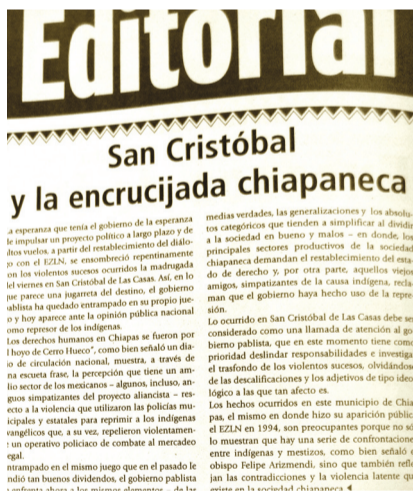 Editorial
San Cristóbal
y la encrucijada chiapaneca
a esperanza que tenía el gobierno de la esperanza
de impulsar un proyecto político a largo plazo y de
altos vuelos, a partir del restablecimiento del diálo-
go con el EZLN, se ensombreció repentinamente
con los violentos sucesos ocurridos la madrugada
del viernes en San Cristóbal de Las Casas. Así, en lo
que parece una jugarreta del destino, el gobierno
pablista ha quedado entrampado en su propio jue-
o y hoy aparece ante la opinión pública nacional
como represor de los indígenas.
Los derechos humanos en Chiapas se fueron por
l hoyo de Cerro Hueco", como bien señaló un dia-
io de circulación nacional, muestra, a través de
na escueta frase, la percepción que tiene un am-
lio sector de los mexicanos – algunos, incluso, an-
guos simpatizantes del proyecto aliancista – res-
ecto a la violencia que utilizaron las policías mu-
icipales y estatales para reprimir a los indígenas
vangélicos que, a su vez, repelieron violentamen-
e un operativo policiaco de combate al mercadeo
egal.
ntrampado en el mismo juego que en el pasado le
ndió tan buenos dividendos, el gobierno pablista
enfrenta ahora a los mismos elementos – de las
medias verdades, las generalizaciones y los absolu-
tos categóricos que tienden a simplificar al dividir
a la sociedad en bueno y malos – en donde, los
principales sectores productivos de la sociedad
chiapaneca demandan el restablecimiento del esta-
do de derecho y, por otra parte, aquellos viejos
amigos, simpatizantes de la causa indígena, recla-
man que el gobierno haya hecho uso de la repre-
sión.
Lo ocurrido en San Cristóbal de Las Casas debe ser
considerado como una llamada de atención al go-
bierno pablista, que en este momento tiene como
prioridad deslindar responsabilidades e investigar
el trasfondo de los violentos sucesos, olvidándose
de las descalificaciones y los adjetivos de tipo ideo-
lógico a las que tan afecto es.
Los hechos ocurridos en este municipio de Chia-
pas, el mismo en donde hizo su aparición pública
el EZLN en 1994, son preocupantes porque no só-
lo muestran que hay una serie de confrontaciones
entre indígenas y mestizos, como bien señaló el
obispo Felipe Arizmendi, sino que también refle-
jan las contradicciones y la violencia latente que
existe en la sociedad chiapaneca